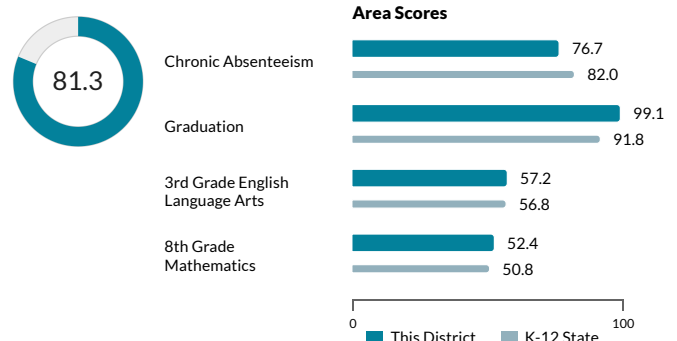 81.3
Area Scores
Chronic Absenteeism
76.7
82.0
Graduation
99.1
91.8
3rd Grade English
Language Arts
57.2
56.8
8th Grade
Mathematics
52.4
50.8
0
100
This District
K-12 State